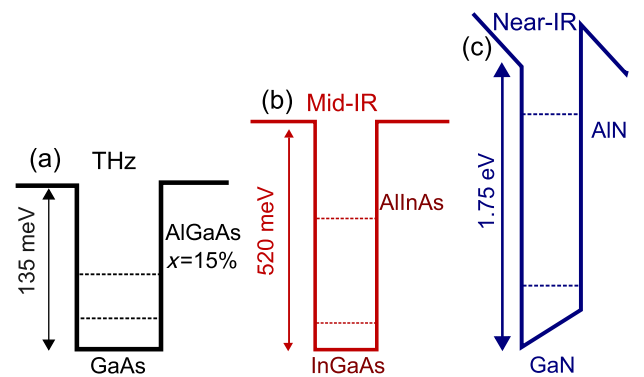 (a)
THz
135 meV
AlGaAs
x=15%
GaAs
(b)
Mid-IR
520 meV
AlInAs
InGaAs
(c)
Near-IR
1.75 eV
AlN
GaN